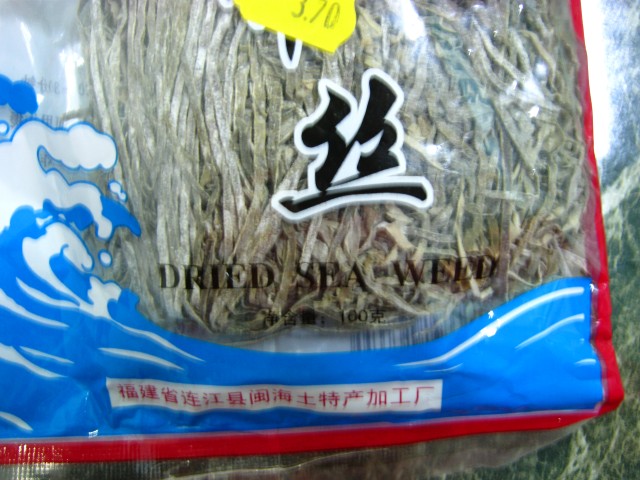 3.70
丝
DRIED SEA WEED
净含量：100克
福建省连江县闽海土特产加工厂